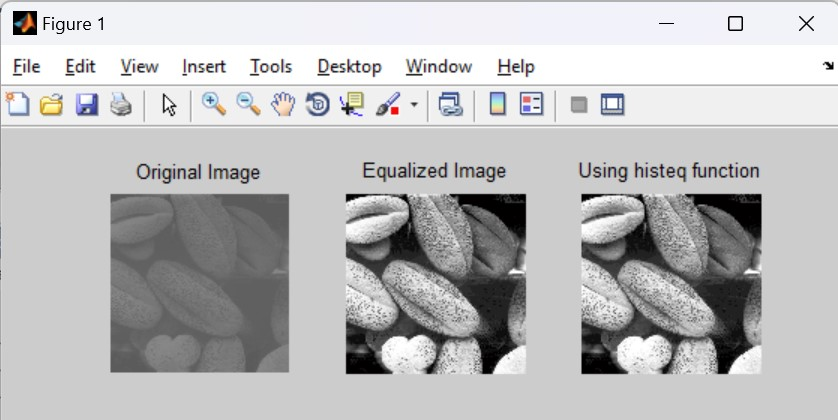 Figure 1
File Edit View Insert Tools Desktop Window Help
Original Image Equalized Image Using histeq function